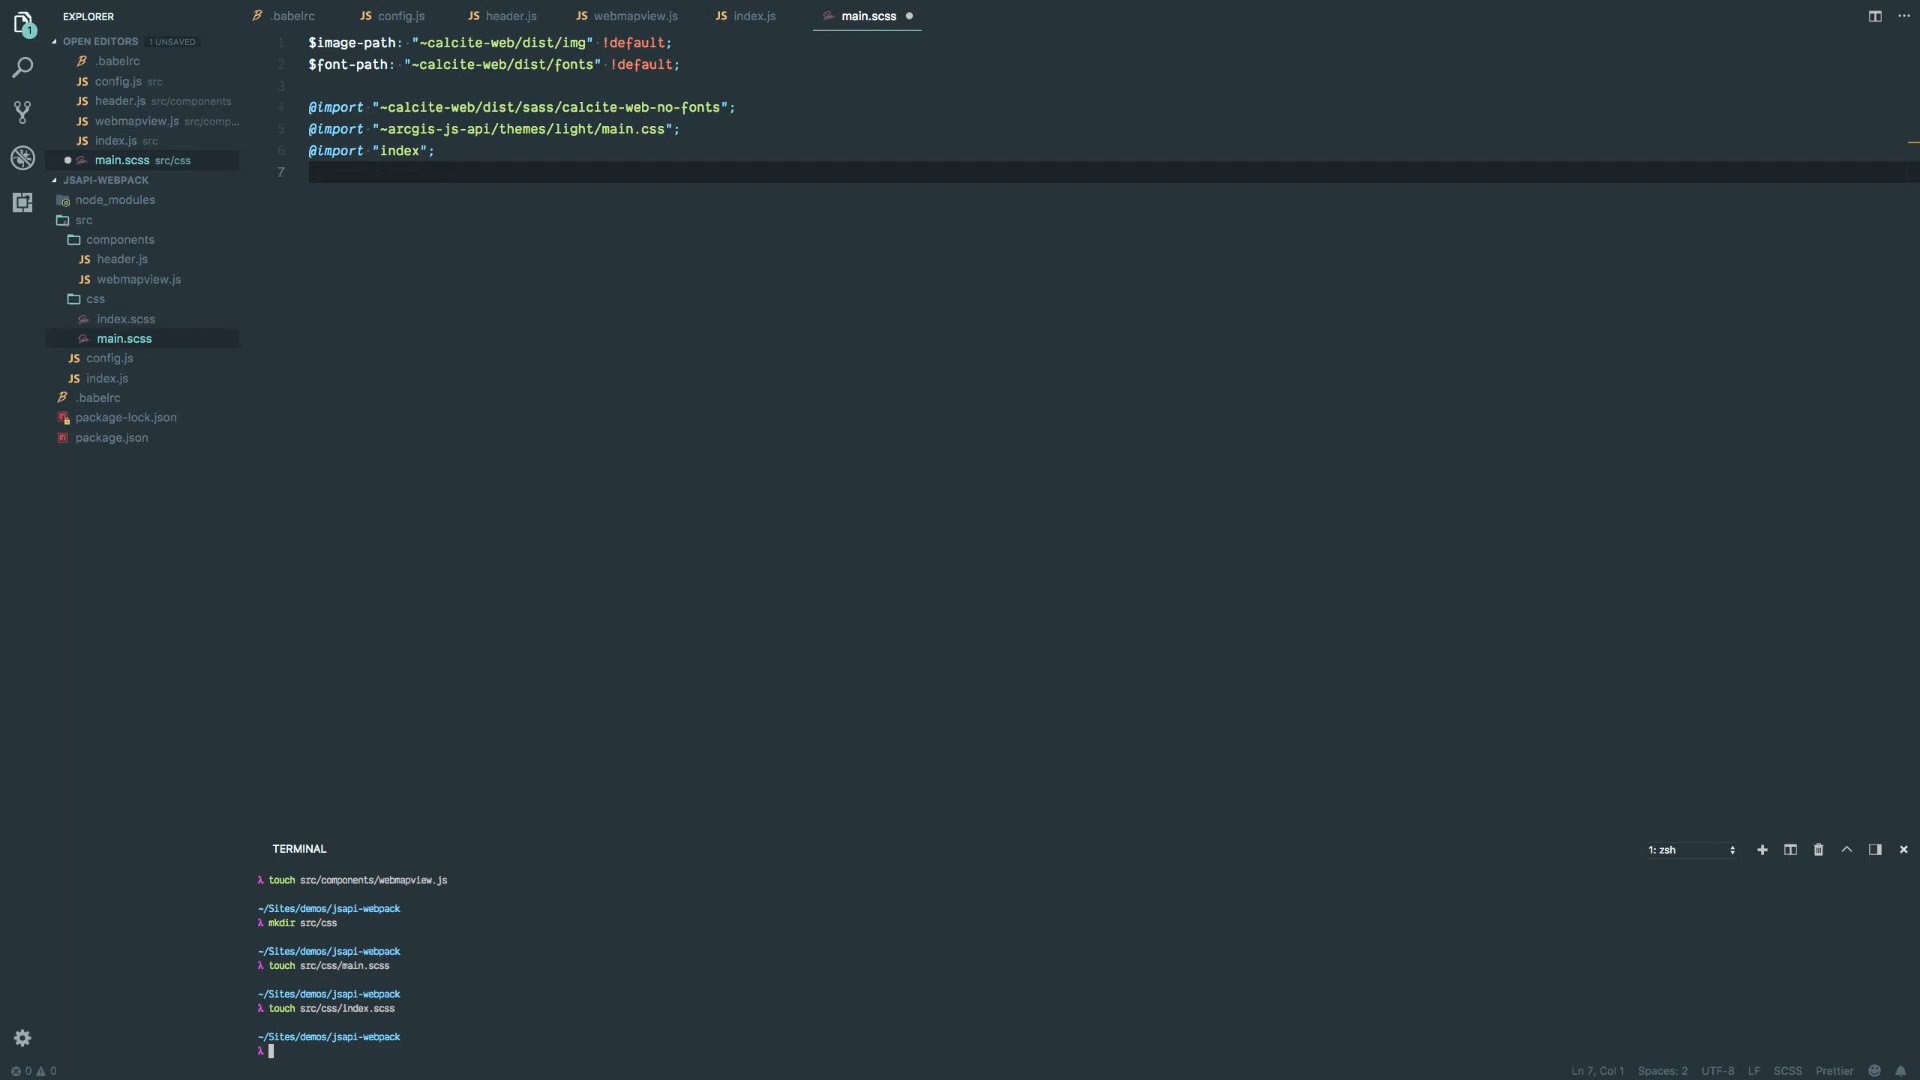 EXPLORER
OPEN EDITORS 1 UNSAVED
.babelrc
config.js src
header.js src/components
webmapview.js src/comp...
index.js src
main.scss src/css
JSAPI-WEBPACK
node_modules
src
components
header.js
webmapview.js
css
index.scss
main.scss
config.js
index.js
.babelrc
package-lock.json
package.json
.babelrc JS config.js JS header.js JS webmapview.js JS index.js main.scss
1 $image-path: "~calcite-web/dist/img" !default;
2 $font-path: "~calcite-web/dist/fonts" !default;
3
4 @import "~calcite-web/dist/sass/calcite-web-no-fonts";
5 @import "~arcgis-js-api/themes/light/main.css";
6 @import "index";
7
TERMINAL 1: zsh
λ touch src/components/webmapview.js
~/Sites/demos/jsapi-webpack
λ mkdir src/css
~/Sites/demos/jsapi-webpack
λ touch src/css/main.scss
~/Sites/demos/jsapi-webpack
λ touch src/css/index.scss
~/Sites/demos/jsapi-webpack
λ
0 0 Ln 7, Col 1 Spaces: 2 UTF-8 LF SCSS Prettier